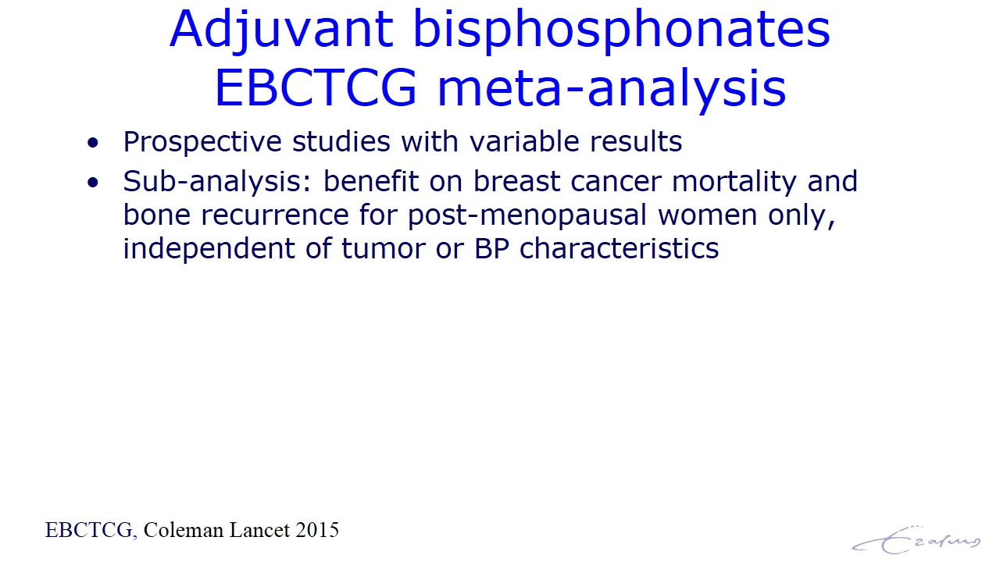 Adjuvant bisphosphonates
EBCTCG meta-analysis
• Prospective studies with variable results
• Sub-analysis: benefit on breast cancer mortality and
bone recurrence for post-menopausal women only,
independent of tumor or BP characteristics
EBCTCG, Coleman Lancet 2015
Erasmus